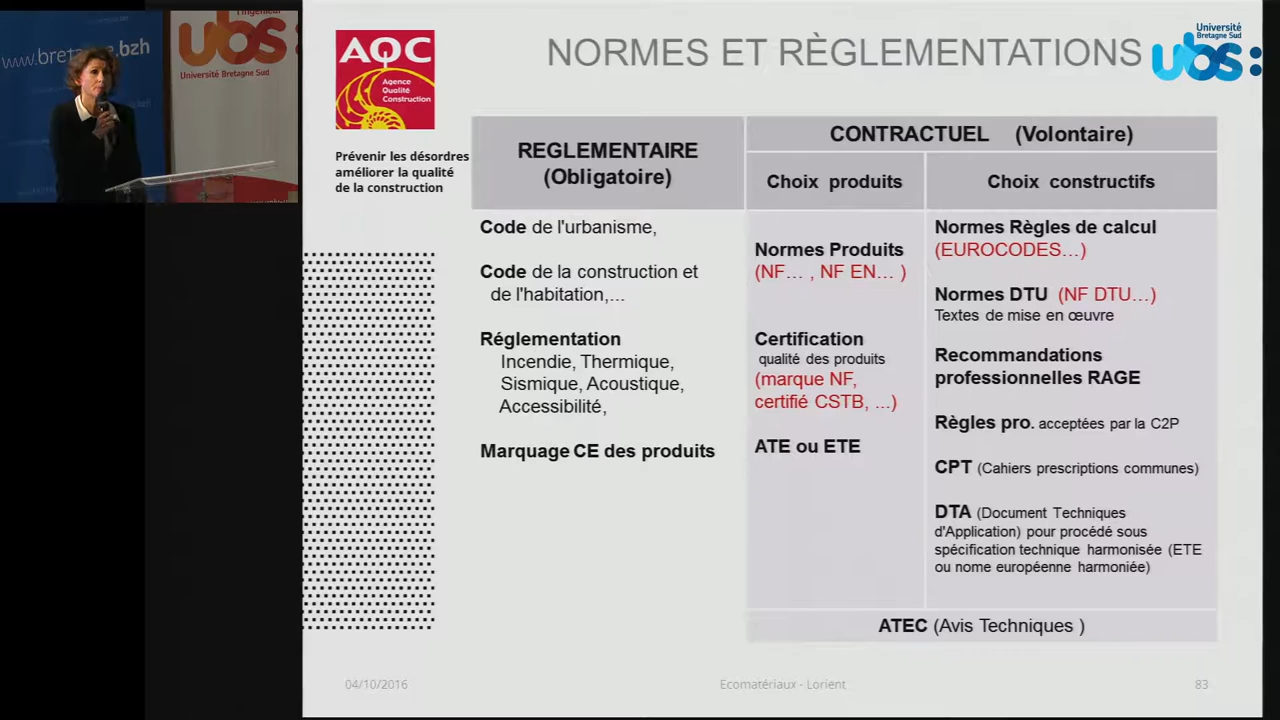 www.bretagne.bzh
l'ingénieur
ubs:
Université Bretagne Sud
AQC
Agence
Qualité
Construction
Prévenir les désordres
améliorer la qualité
de la construction
NORMES ET RÈGLEMENTATIONS
Université
Bretagne Sud
ubs:
REGLEMENTAIRE
(Obligatoire)
CONTRACTUEL (Volontaire)
Choix produits
Choix constructifs
Code de l'urbanisme,
Code de la construction et
de l'habitation,...
Réglementation
Incendie, Thermique,
Sismique, Acoustique,
Accessibilité,
Marquage CE des produits
Normes Produits
(NF… , NF EN… )
Certification
qualité des produits
(marque NF,
certifié CSTB, ...)
ATE ou ETE
Normes Règles de calcul
(EUROCODES…)
Normes DTU (NF DTU…)
Textes de mise en œuvre
Recommandations
professionnelles RAGE
Règles pro. acceptées par la C2P
CPT (Cahiers prescriptions communes)
DTA (Document Techniques
d'Application) pour procédé sous
spécification technique harmonisée (ETE
ou nome européenne harmoniée)
ATEC (Avis Techniques )
04/10/2016
Ecomatériaux - Lorient
83